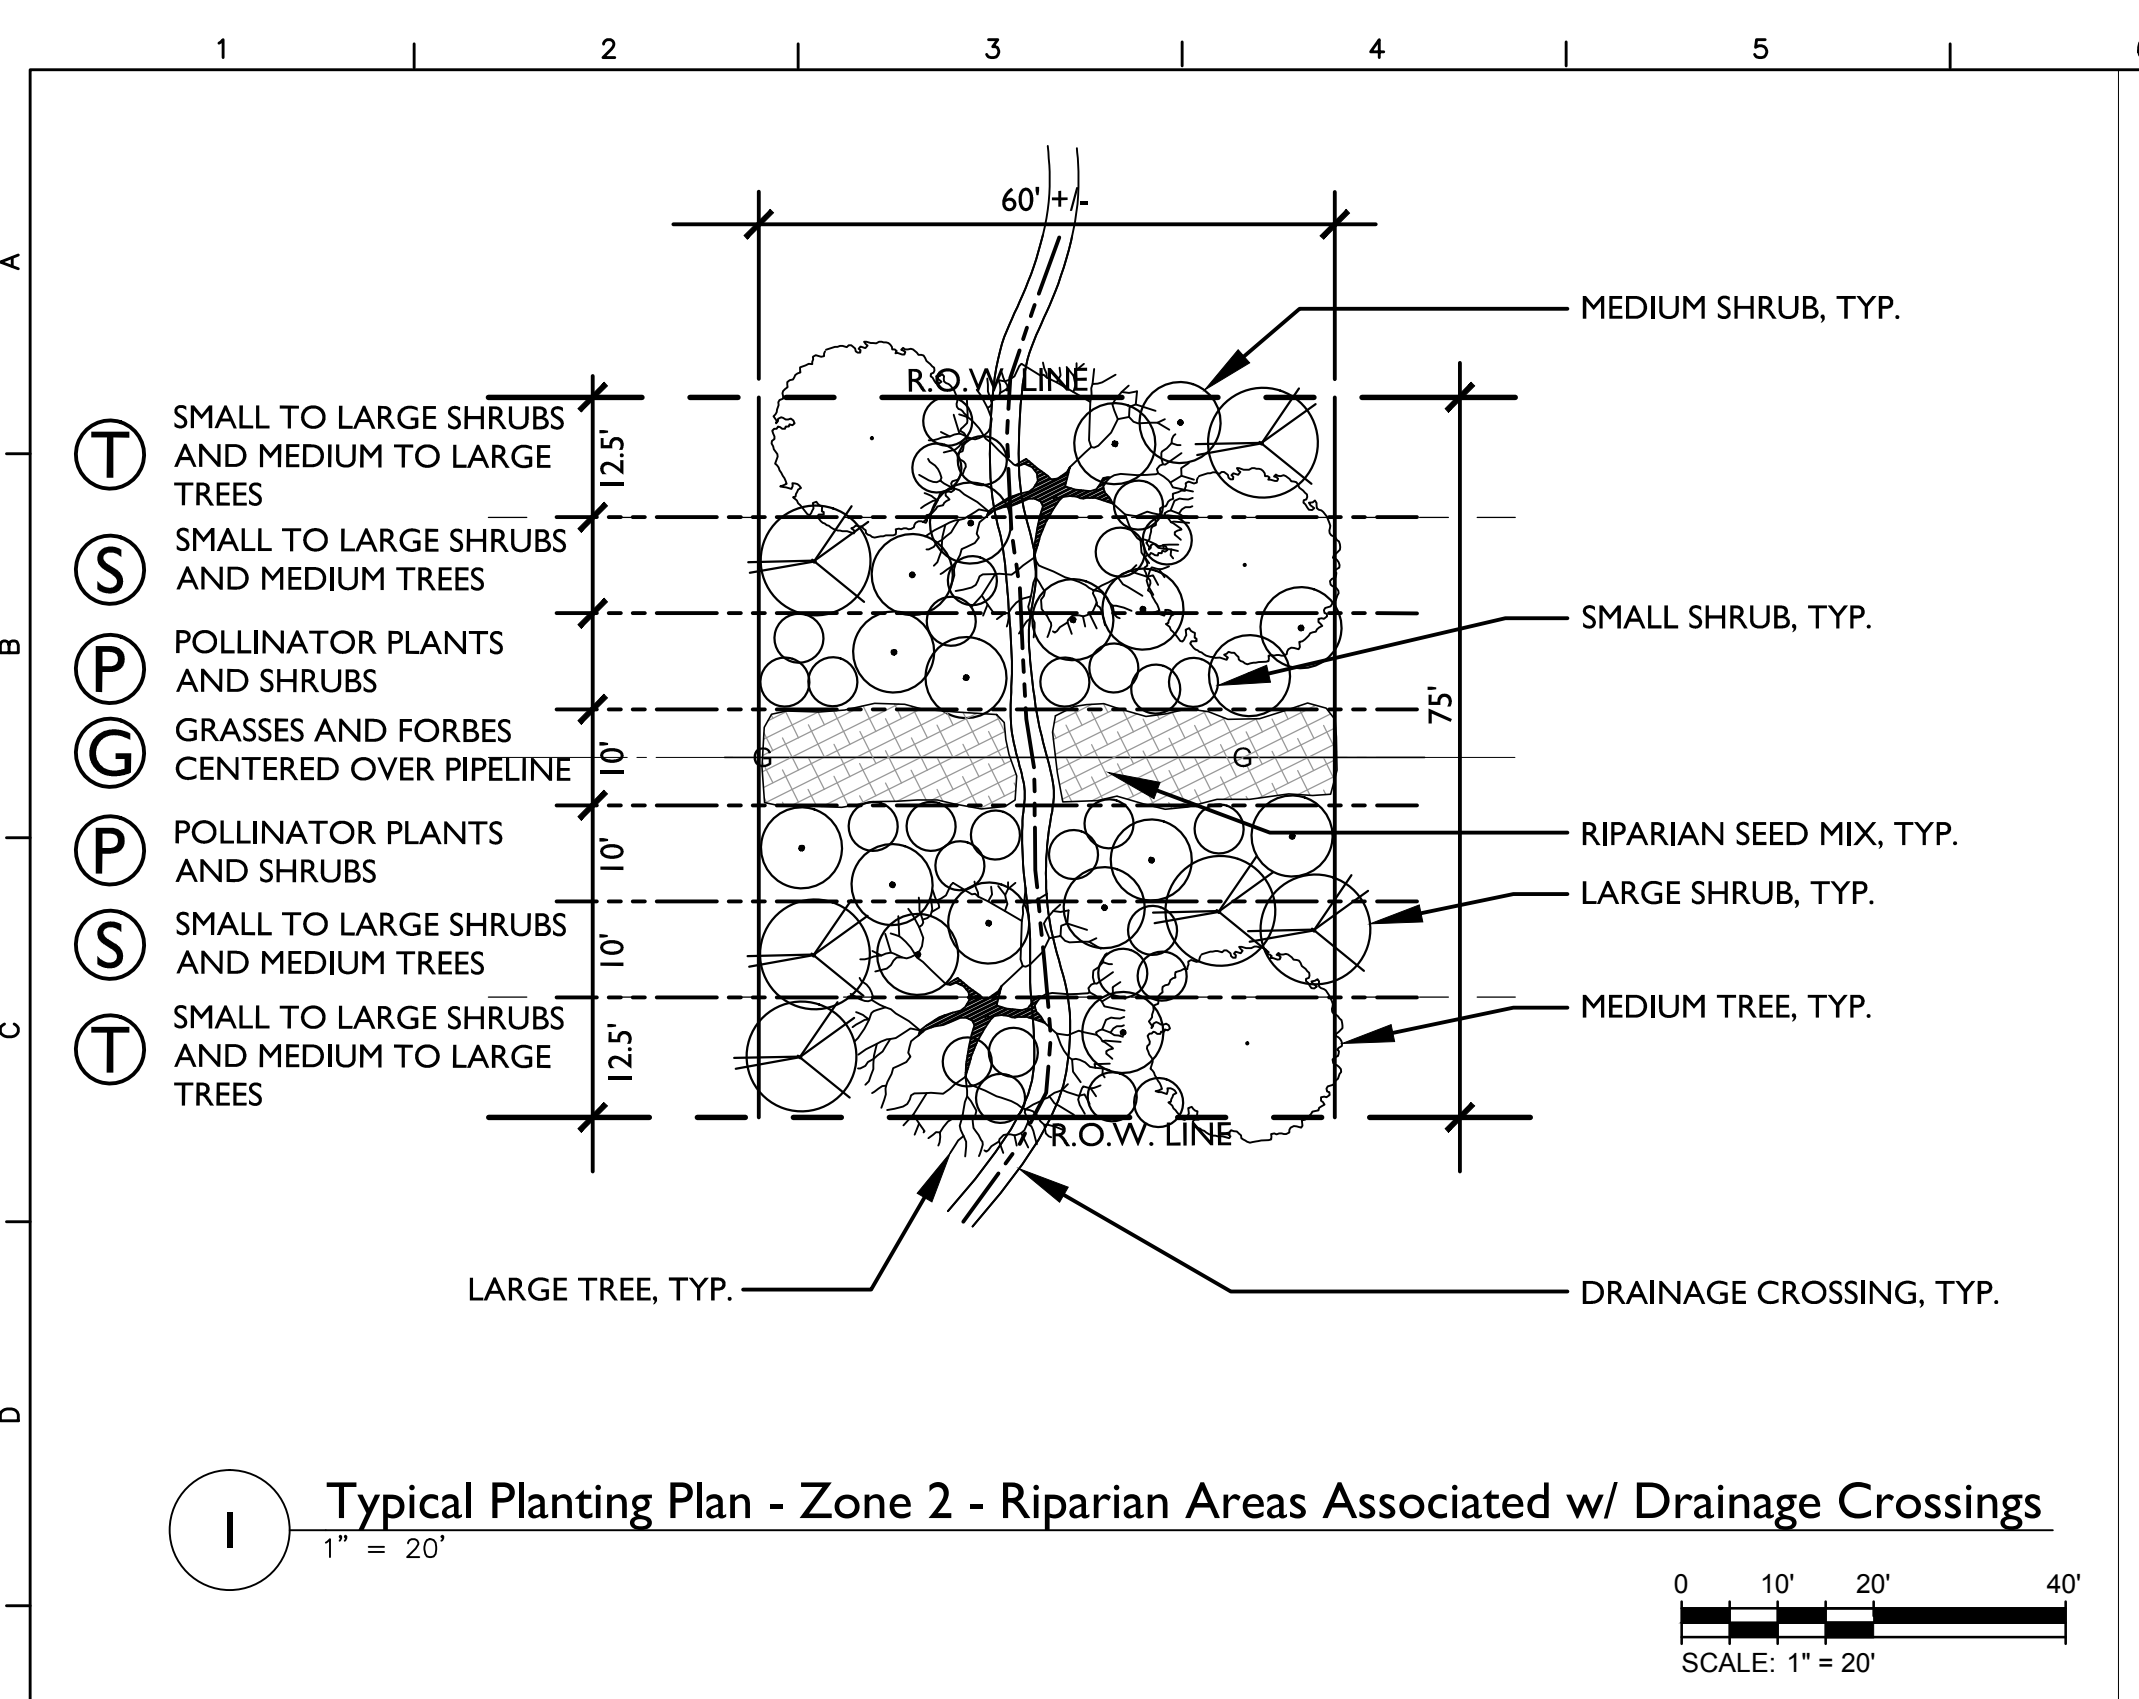 1 2 3 4 5
A
B
C
D
60' +/-
R.O.W. LINE
MEDIUM SHRUB, TYP.
T
SMALL TO LARGE SHRUBS
AND MEDIUM TO LARGE
TREES
12.5'
S
SMALL TO LARGE SHRUBS
AND MEDIUM TREES
SMALL SHRUB, TYP.
P
POLLINATOR PLANTS
AND SHRUBS
75'
G
GRASSES AND FORBES
CENTERED OVER PIPELINE
10'
G
G
P
POLLINATOR PLANTS
AND SHRUBS
10'
RIPARIAN SEED MIX, TYP.
LARGE SHRUB, TYP.
S
SMALL TO LARGE SHRUBS
AND MEDIUM TREES
10'
MEDIUM TREE, TYP.
T
SMALL TO LARGE SHRUBS
AND MEDIUM TO LARGE
TREES
12.5'
R.O.W. LINE
LARGE TREE, TYP.
DRAINAGE CROSSING, TYP.
1
Typical Planting Plan - Zone 2 - Riparian Areas Associated w/ Drainage Crossings
1" = 20'
0 10' 20' 40'
SCALE: 1" = 20'